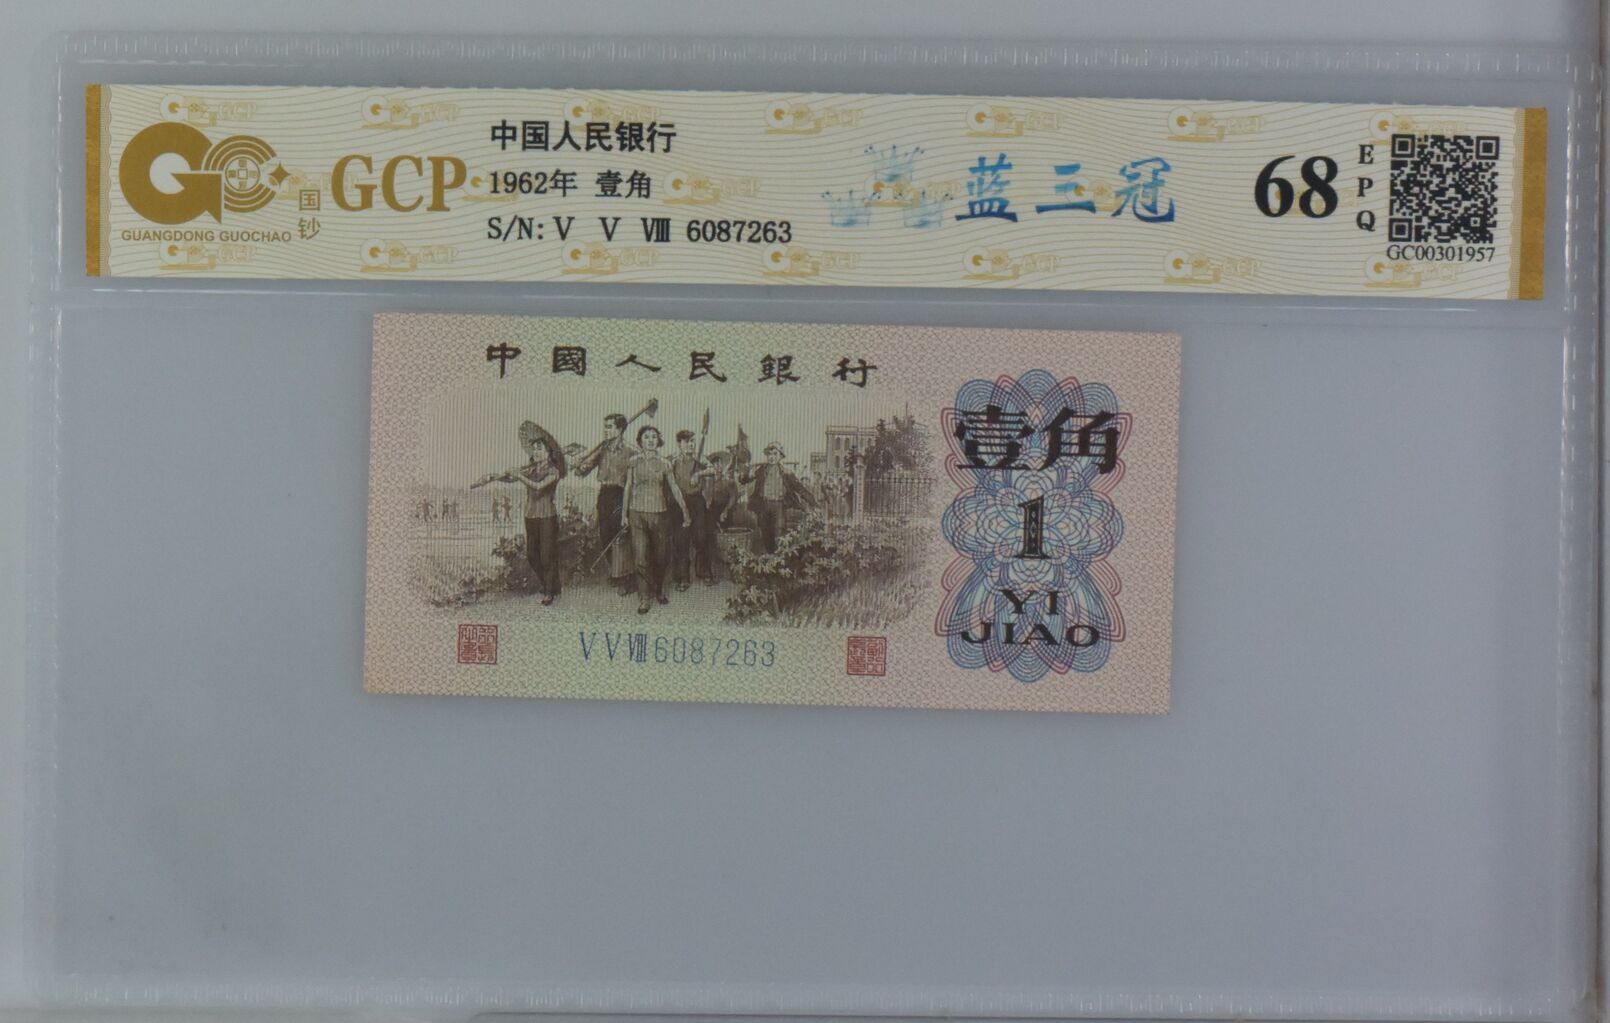 GUANGDONG GUOCHAO
国钞
GCP
中国人民银行
1962年 壹角
S/N: Ⅴ Ⅴ Ⅷ 6087263
蓝三冠
68
EPQ
GC00301957
中國人民銀行
壹角
1
YI
JIAO
ⅤⅤⅧ6087263